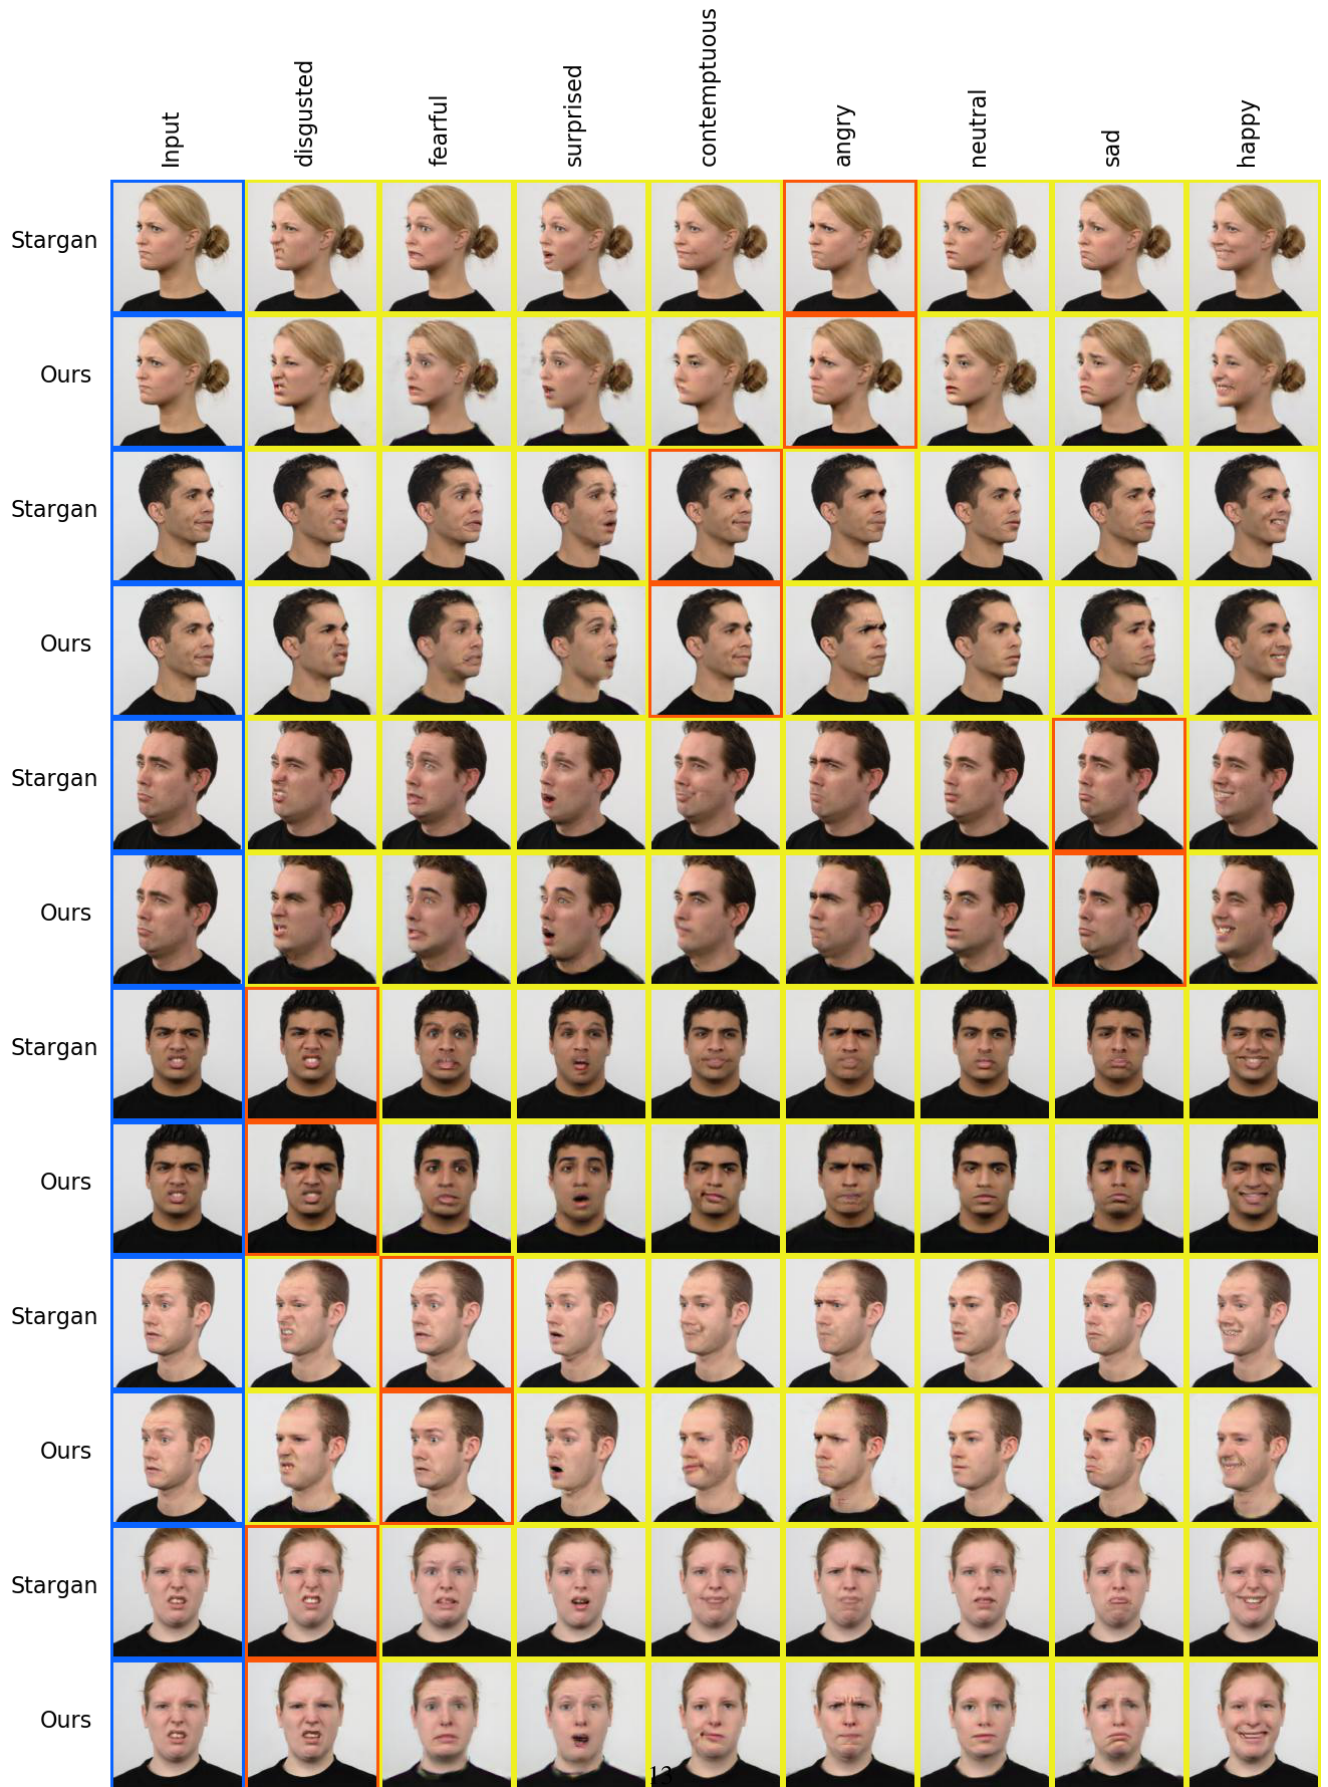 Input
disgusted
fearful
surprised
contemptuous
angry
neutral
sad
happy
Stargan
Ours
Stargan
Ours
Stargan
Ours
Stargan
Ours
Stargan
Ours
Stargan
Ours
13